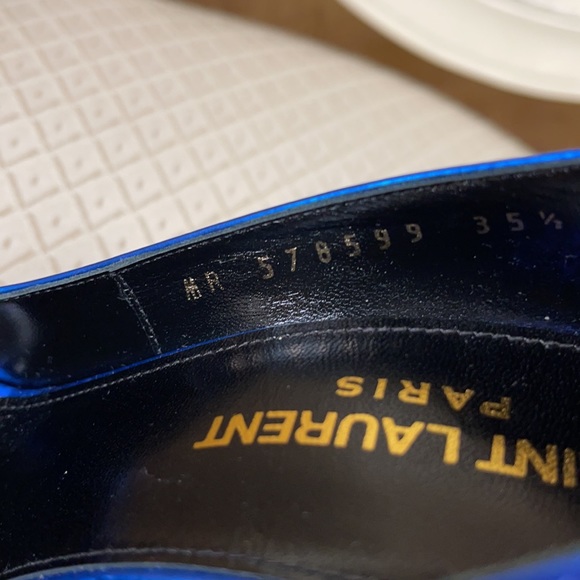 MR 578599 35½
INT LAURENT
PARIS